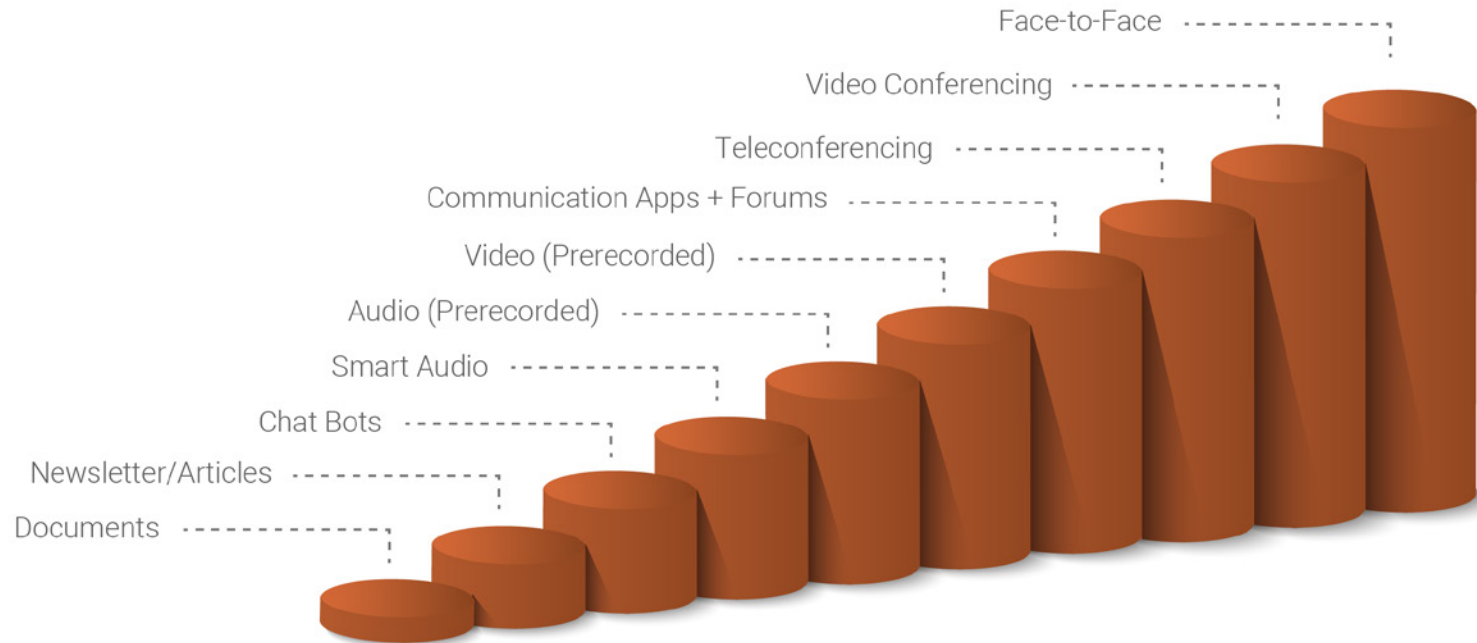 Face-to-Face
Video Conferencing
Teleconferencing
Communication Apps + Forums
Video (Prerecorded)
Audio (Prerecorded)
Smart Audio
Chat Bots
Newsletter/Articles
Documents